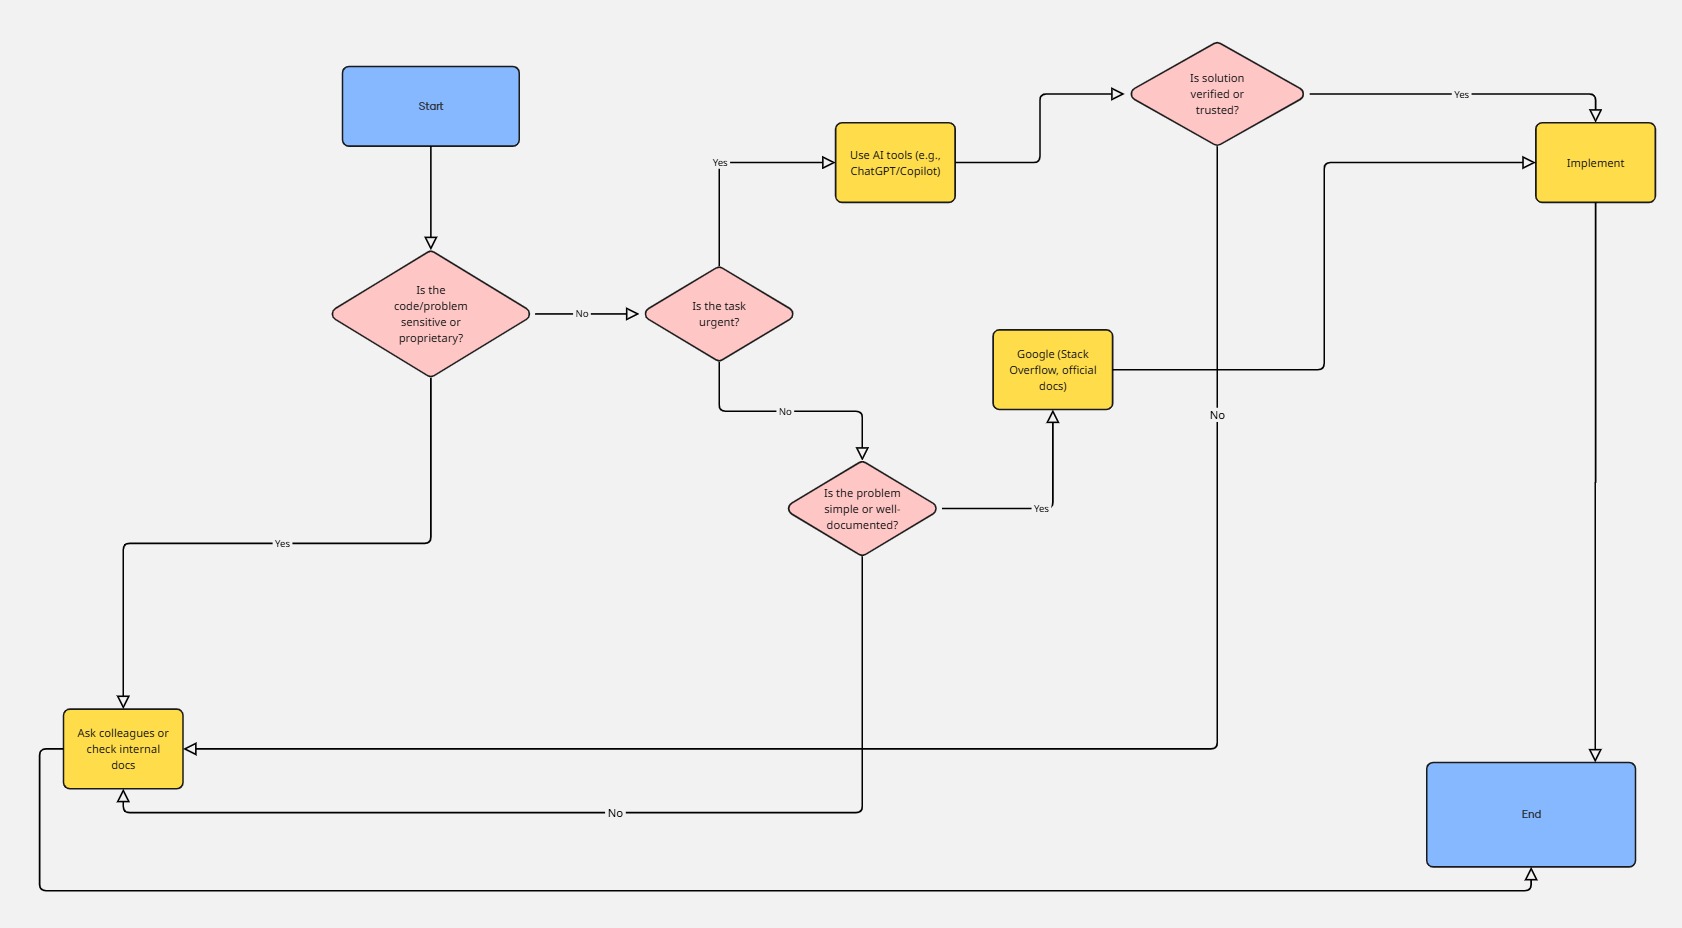 Start
Is the
code/problem
sensitive or
proprietary?
No
Is the task
urgent?
Yes
Use AI tools (e.g.,
ChatGPT/Copilot)
Is solution
verified or
trusted?
Yes
Implement
No
No
Is the problem
simple or well-
documented?
Yes
Google (Stack
Overflow, official
docs)
Yes
Ask colleagues or
check internal
docs
No
End